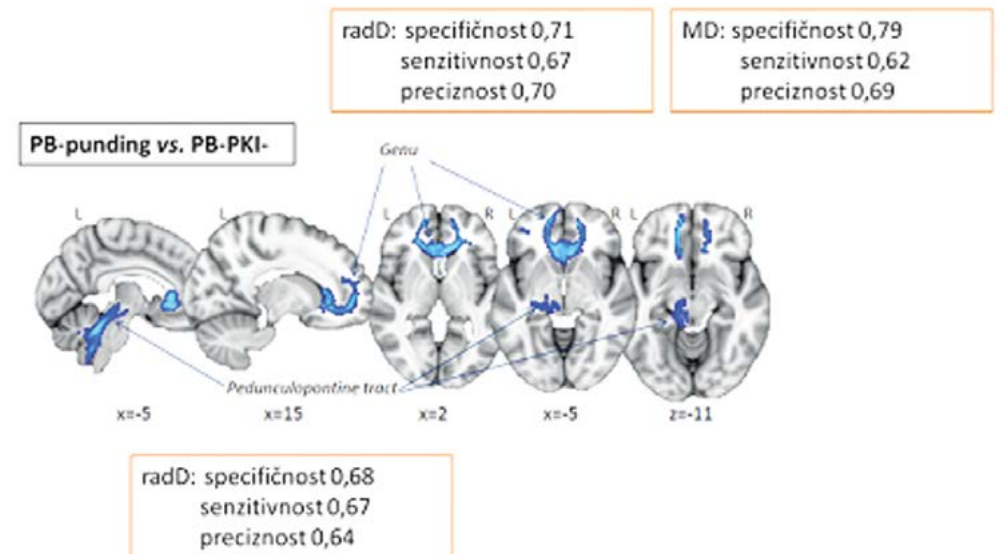 radD: specifičnost 0,71
senzitivnost 0,67
preciznost 0,70
MD: specifičnost 0,79
senzitivnost 0,62
preciznost 0,69
PB-punding vs. PB-PKI-
Genu
L L L R L R L R
Pedunculopontine tract
x=-5 x=15 x=2 x=-5 z=-11
radD: specifičnost 0,68
senzitivnost 0,67
preciznost 0,64